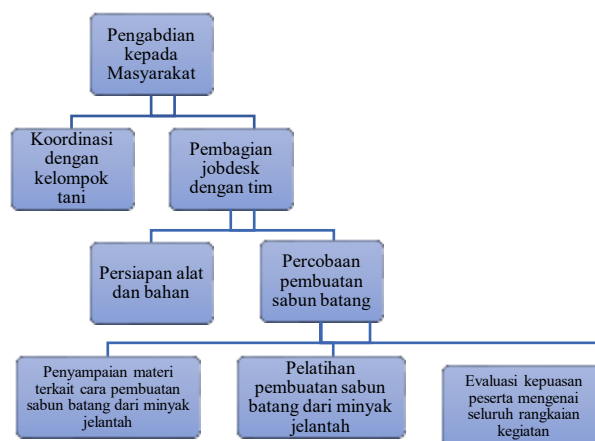 Pengabdian
kepada
Masyarakat
Koordinasi
dengan
kelompok
tani
Pembagian
jobdesk
dengan tim
Persiapan alat
dan bahan
Percobaan
pembuatan
sabun batang
Penyampaian materi
terkait cara pembuatan
sabun batang dari minyak
jelantah
Pelatihan
pembuatan sabun
batang dari minyak
jelantah
Evaluasi kepuasan
peserta mengenai
seluruh rangkaian
kegiatan